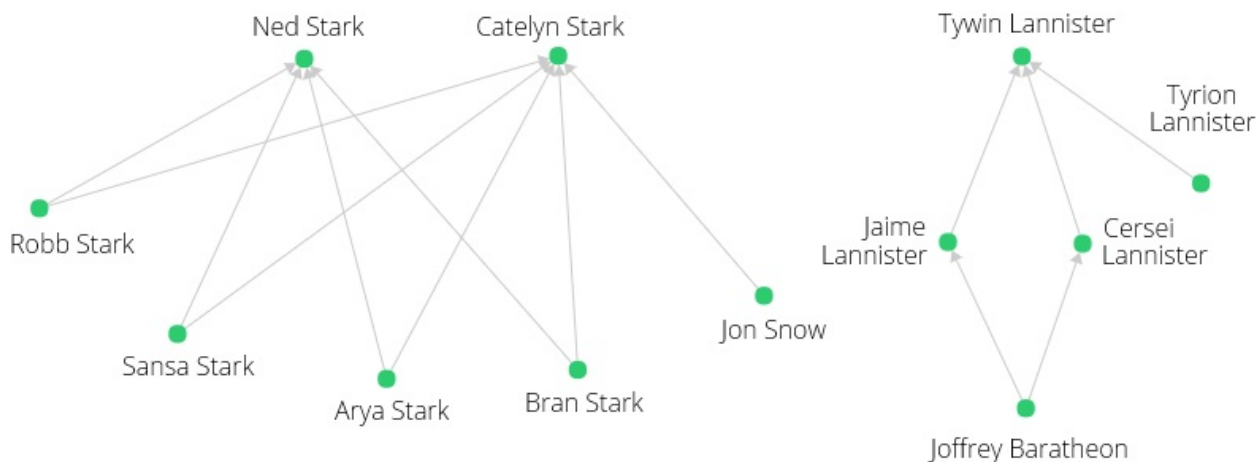 Ned Stark
Catelyn Stark
Tywin Lannister
Tyrion
Lannister
Robb Stark
Jaime
Lannister
Cersei
Lannister
Jon Snow
Sansa Stark
Arya Stark
Bran Stark
Joffrey Baratheon